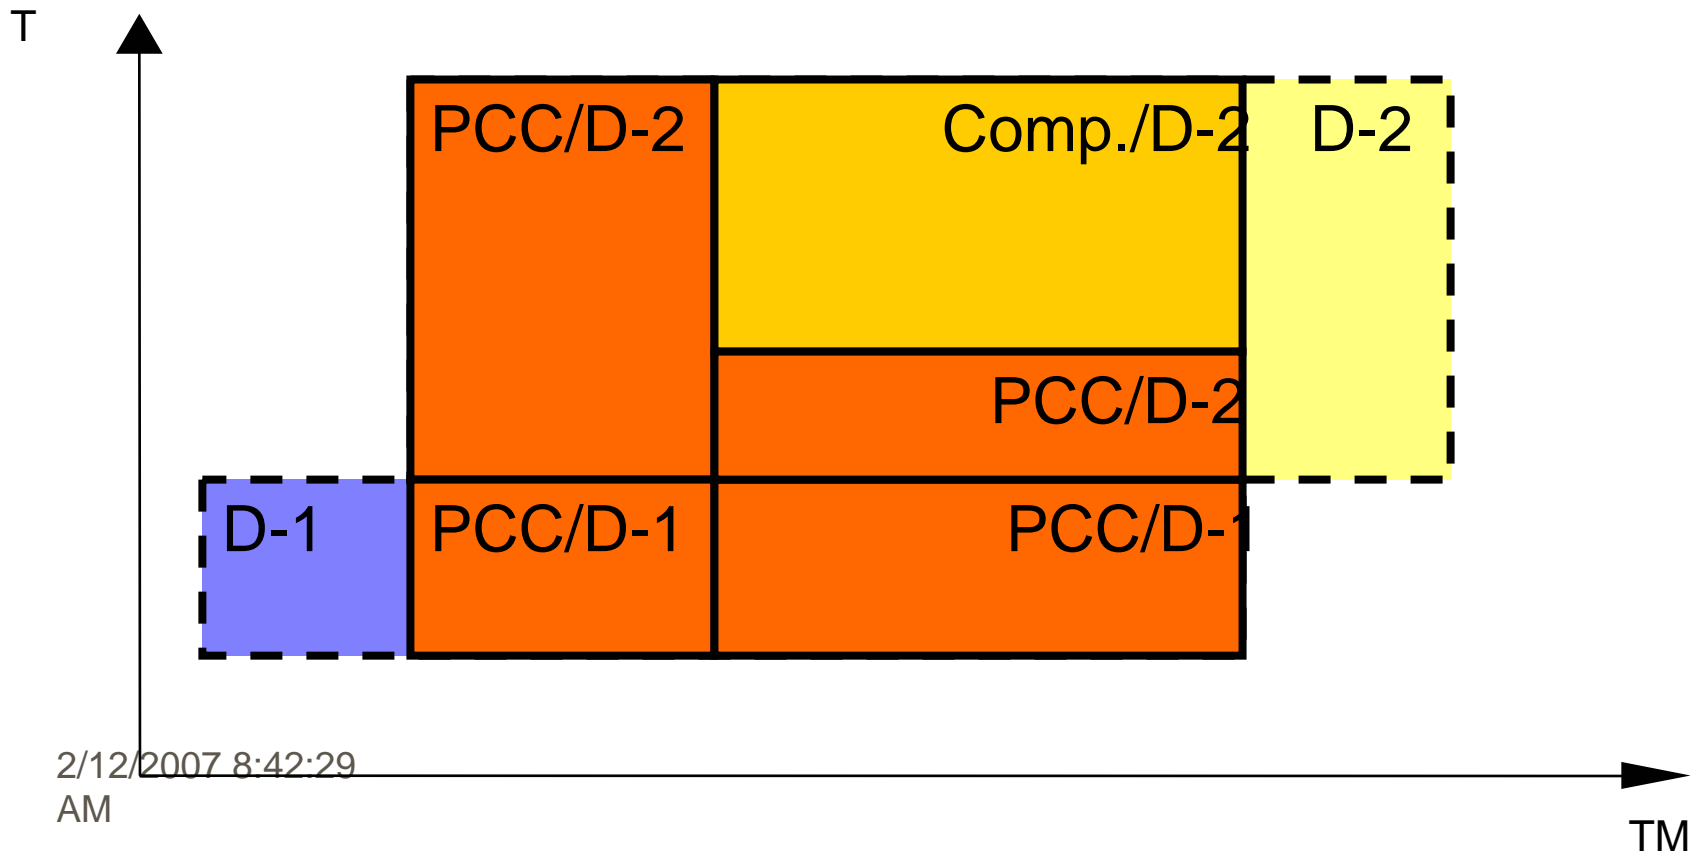 T
PCC/D-2
Comp./D-2
D-2
PCC/D-2
D-1
PCC/D-1
PCC/D-1
2/12/2007 8:42:29
AM
TM